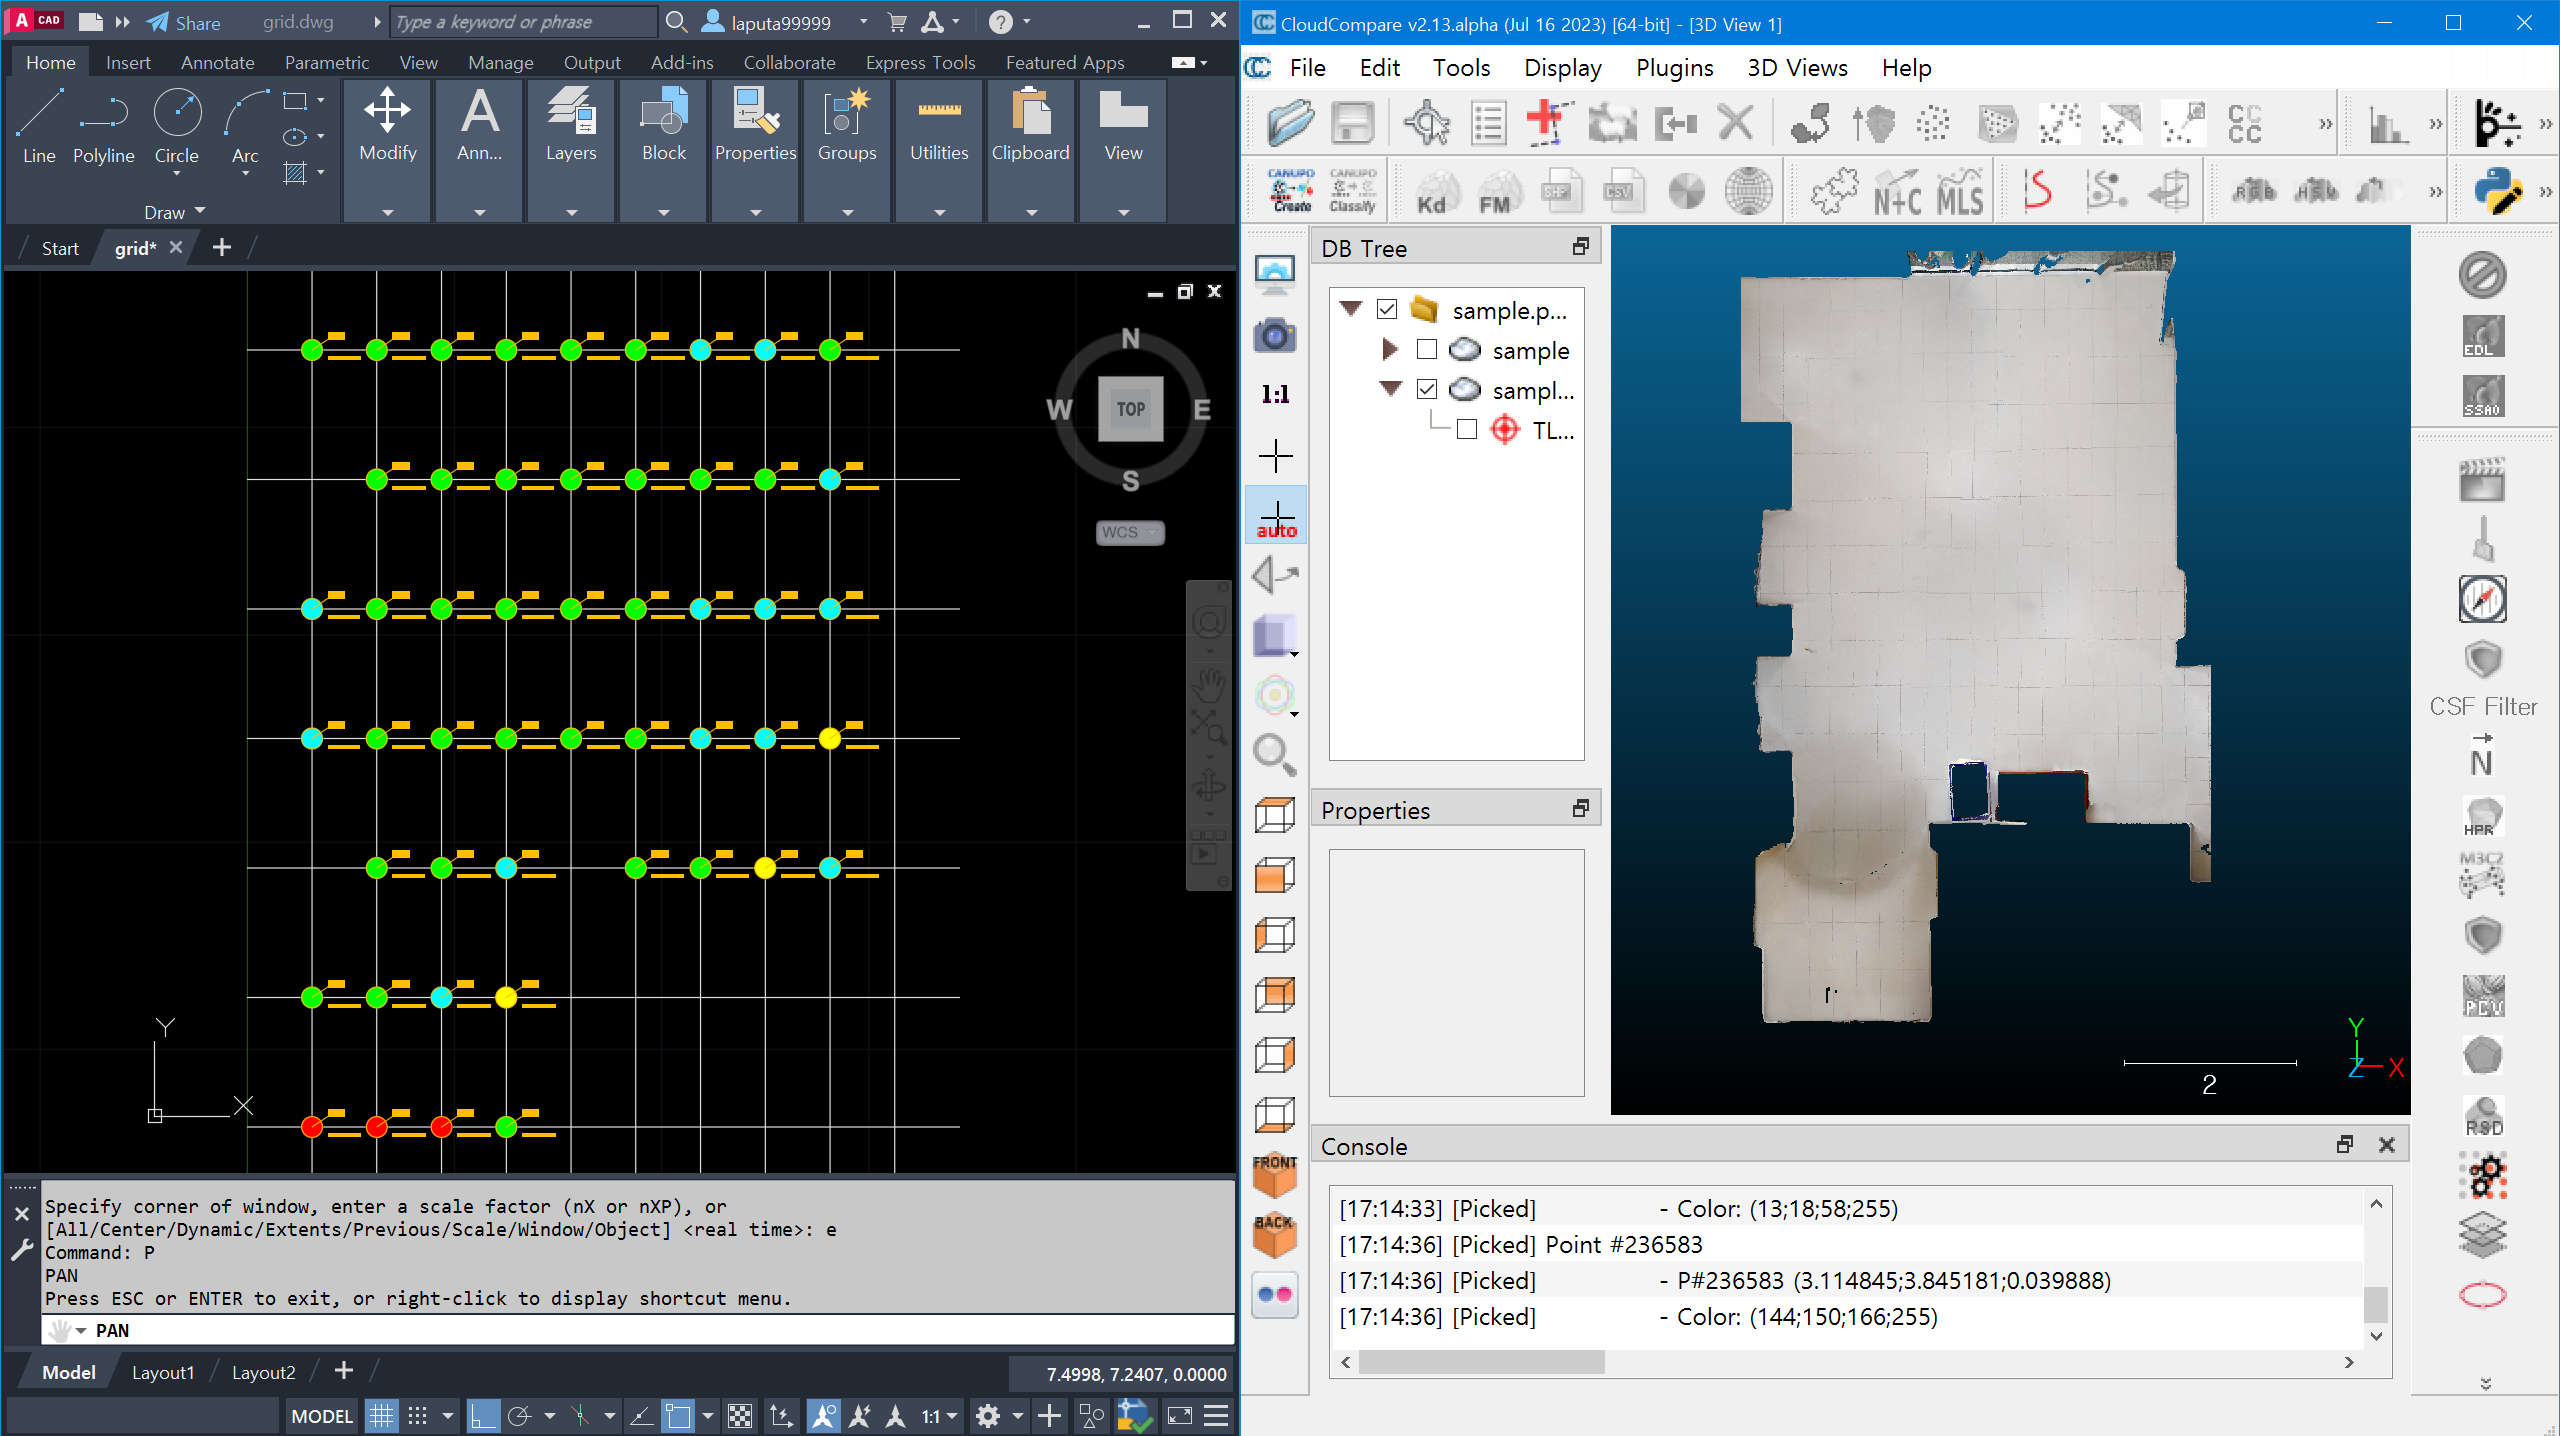 A CAD Share grid.dwg Type a keyword or phrase laputa99999
Home Insert Annotate Parametric View Manage Output Add-ins Collaborate Express Tools Featured Apps
Line Polyline Circle Arc Modify Ann... Layers Block Properties Groups Utilities Clipboard View
Draw
Start grid*
N
W TOP E
S
WCS
Y
X
Specify corner of window, enter a scale factor (nX or nXP), or
[All/Center/Dynamic/Extents/Previous/Scale/Window/Object] <real time>: e
Command: P
PAN
Press ESC or ENTER to exit, or right-click to display shortcut menu.
PAN
Model Layout1 Layout2
7.4998, 7.2407, 0.0000
MODEL 1:1
CloudCompare v2.13.alpha (Jul 16 2023) [64-bit] - [3D View 1]
File Edit Tools Display Plugins 3D Views Help
CC
CC
CANUPO Create CANUPO Classify Kd FM SHP CSV N+C MLS RGB HSV
1:1
auto
FRONT
BACK
DB Tree
sample.p...
sample
sampl...
TL...
Properties
Y
Z X
2
EDL
SSAO
CSF Filter
N
HPR
M3C2
PCV
RSD
Console
[17:14:33] [Picked] - Color: (13;18;58;255)
[17:14:36] [Picked] Point #236583
[17:14:36] [Picked] - P#236583 (3.114845;3.845181;0.039888)
[17:14:36] [Picked] - Color: (144;150;166;255)